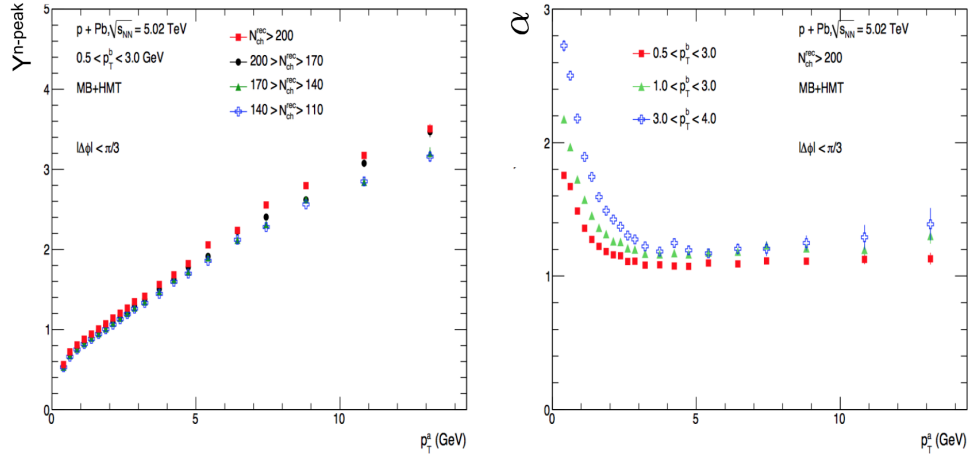 Y^n-peak
p + Pb, √s_NN = 5.02 TeV
0.5 < p_T^b < 3.0 GeV
MB+HMT
|Δϕ| < π/3
N_ch^rec > 200
200 > N_ch^rec > 170
170 > N_ch^rec > 140
140 > N_ch^rec > 110
5
4
3
2
1
0
0 5 10
p_T^a (GeV)
α
p + Pb, √s_NN = 5.02 TeV
N_ch^rec > 200
MB+HMT
|Δϕ| < π/3
0.5 < p_T^b < 3.0
1.0 < p_T^b < 3.0
3.0 < p_T^b < 4.0
3
2
1
0
0 5 10
p_T^a (GeV)